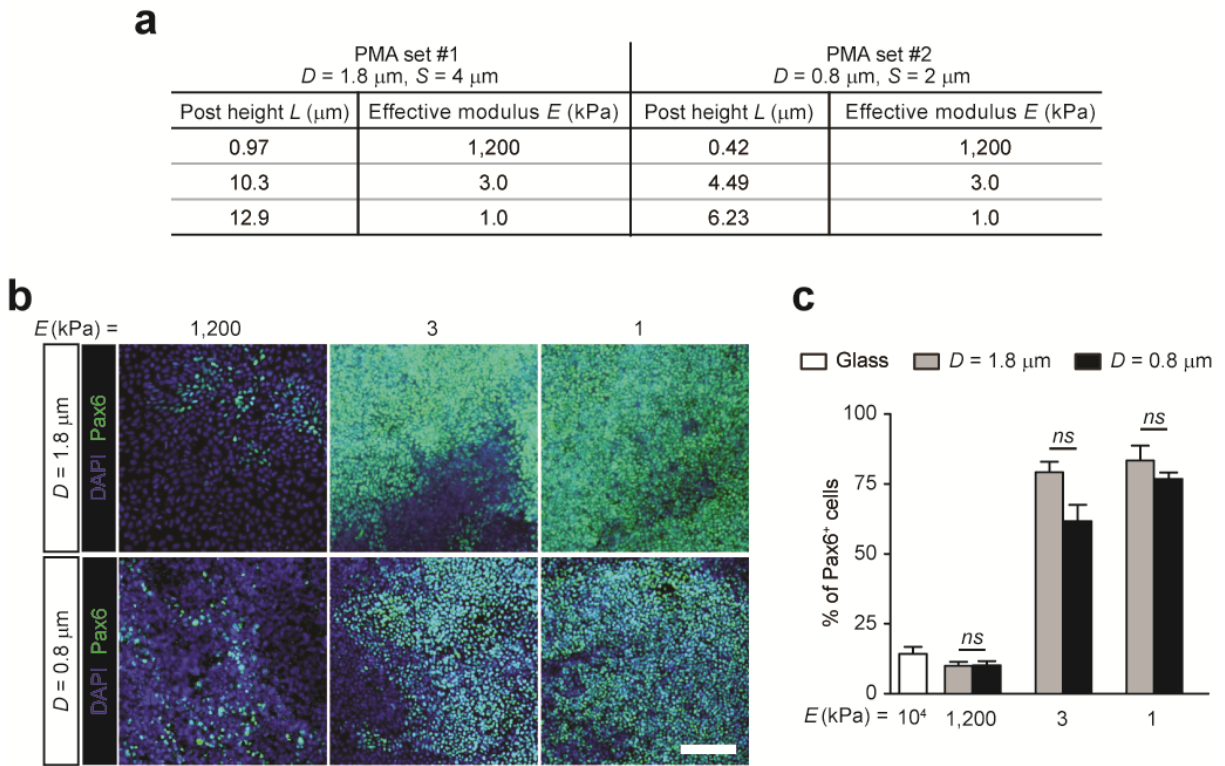 a
PMA set #1
D = 1.8 μm, S = 4 μm
PMA set #2
D = 0.8 μm, S = 2 μm
Post height L (μm) Effective modulus E (kPa) Post height L (μm) Effective modulus E (kPa)
0.97 1,200 0.42 1,200
10.3 3.0 4.49 3.0
12.9 1.0 6.23 1.0
b
E (kPa) = 1,200 3 1
D = 1.8 μm
DAPI Pax6
D = 0.8 μm
DAPI Pax6
c
Glass D = 1.8 μm D = 0.8 μm
% of Pax6⁺ cells
100
75
50
25
0
ns
ns
ns
E (kPa) = 10⁴ 1,200 3 1